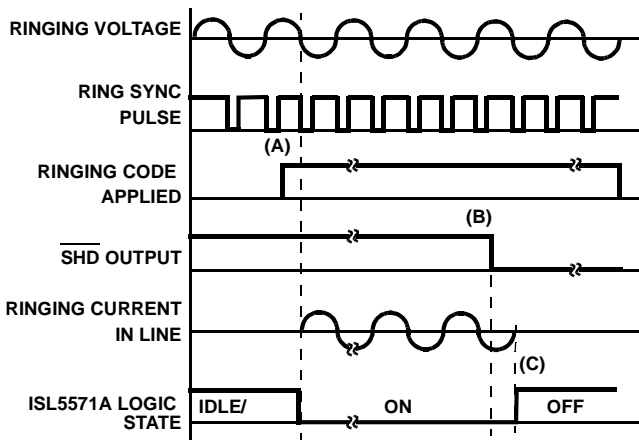 RINGING VOLTAGE
RING SYNC
PULSE
(A)
RINGING CODE
APPLIED
(B)
SHD OUTPUT
RINGING CURRENT
IN LINE
(C)
ISL5571A LOGIC
STATE
IDLE/
ON
OFF